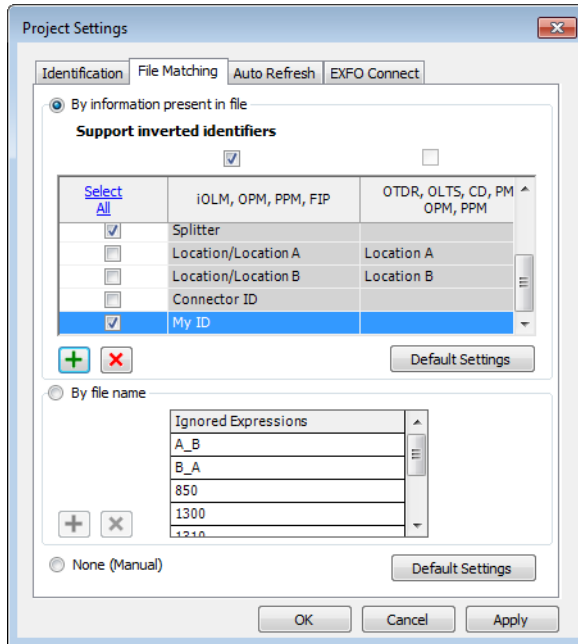 Project Settings
Identification File Matching Auto Refresh EXFO Connect
By information present in file
Support inverted identifiers
Select All iOLM, OPM, PPM, FIP OTDR, OLTS, CD, PM OPM, PPM
Splitter
Location/Location A Location A
Location/Location B Location B
Connector ID
My ID
Default Settings
By file name
Ignored Expressions
A_B
B_A
850
1300
1310
None (Manual) Default Settings
OK Cancel Apply